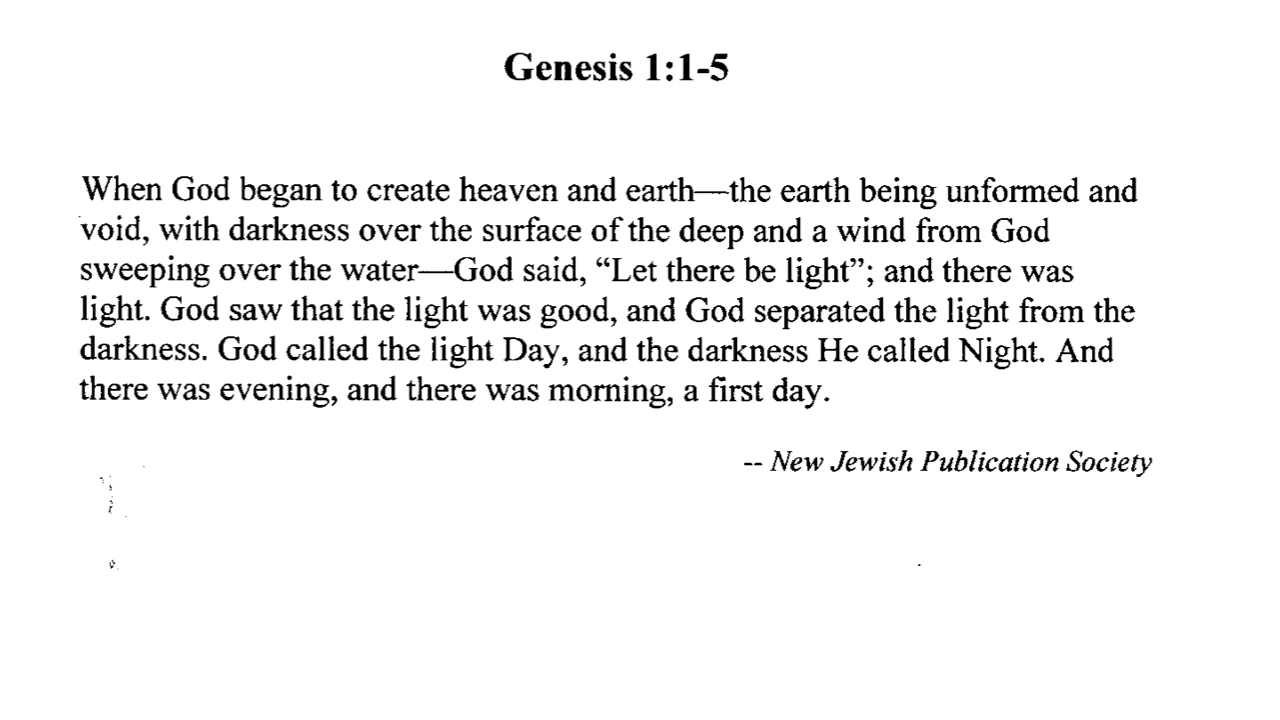 Genesis 1:1-5
When God began to create heaven and earth—the earth being unformed and
void, with darkness over the surface of the deep and a wind from God
sweeping over the water—God said, “Let there be light”; and there was
light. God saw that the light was good, and God separated the light from the
darkness. God called the light Day, and the darkness He called Night. And
there was evening, and there was morning, a first day.
-- New Jewish Publication Society